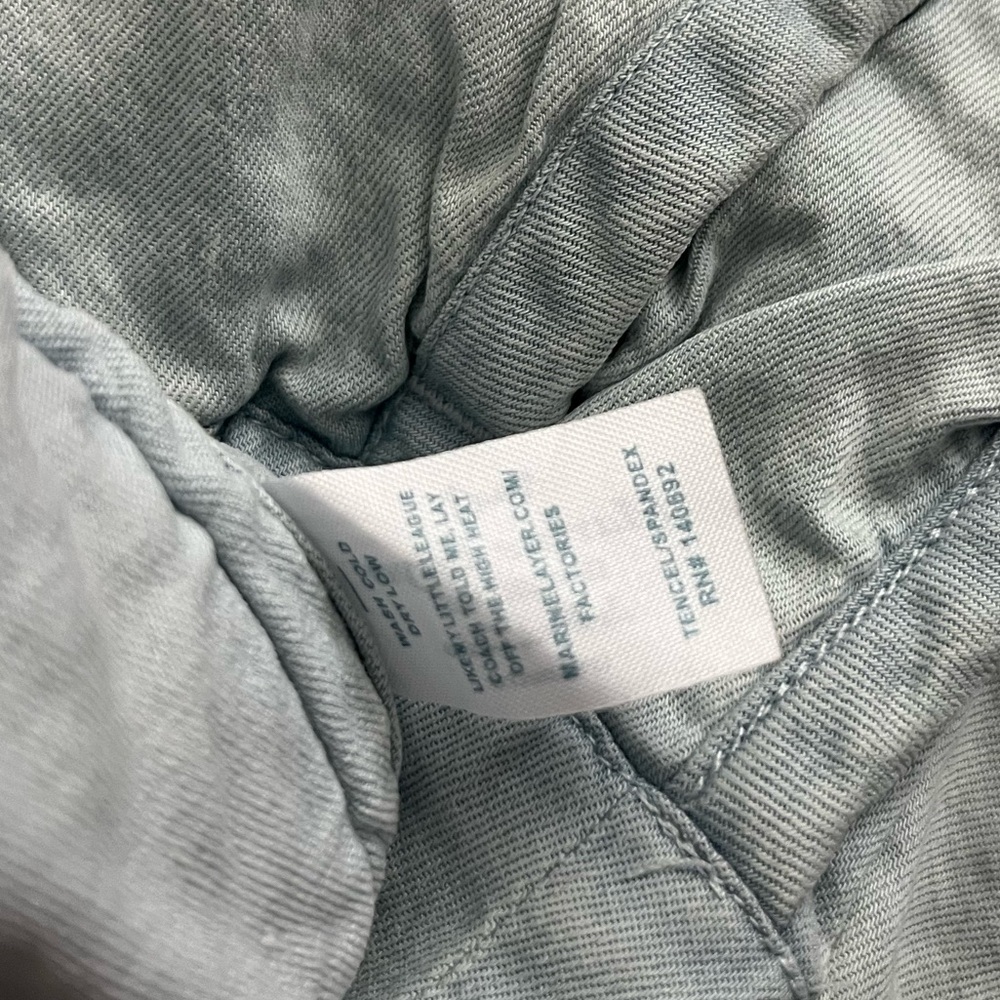 WASH COLD
DRY LOW
LIKE MY LITTLE LEAGUE
COACH TOLD ME, LAY
OFF THE HIGH HEAT
MARINELAYER.COM/
FACTORIES
TENCEL/SPANDEX
RN# 140692